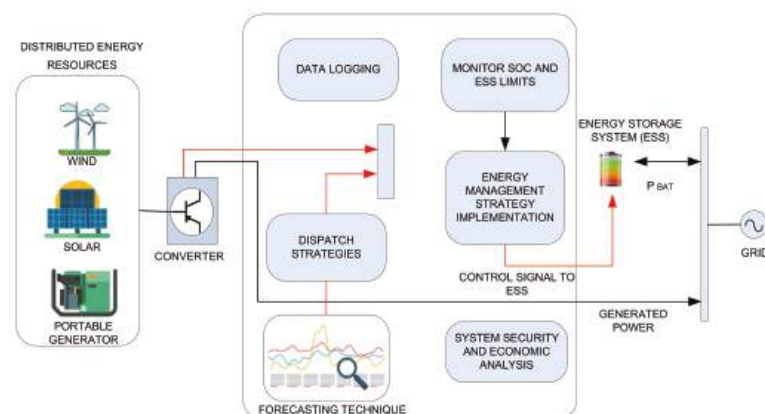 DISTRIBUTED ENERGY
RESOURCES
WIND
SOLAR
PORTABLE
GENERATOR
CONVERTER
DATA LOGGING
DISPATCH
STRATEGIES
FORECASTING TECHNIQUE
MONITOR SOC AND
ESS LIMITS
ENERGY
MANAGEMENT
STRATEGY
IMPLEMENTATION
CONTROL SIGNAL TO
ESS
SYSTEM SECURITY
AND ECONOMIC
ANALYSIS
ENERGY STORAGE
SYSTEM (ESS)
P BAT
GENERATED
POWER
GRID